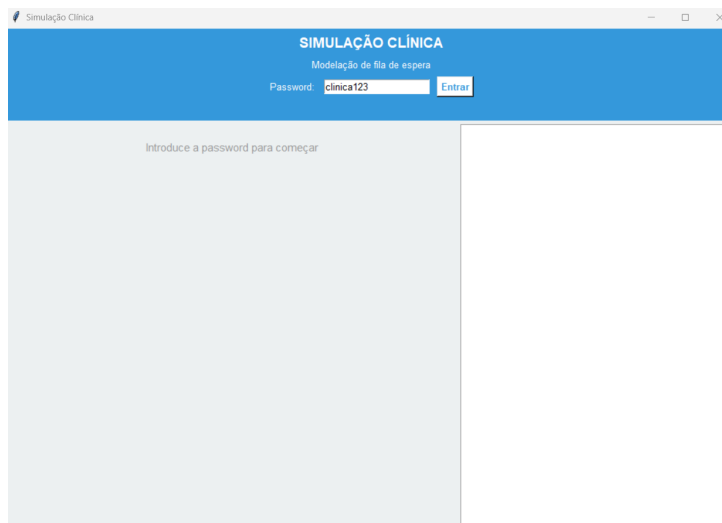 Simulação Clínica
SIMULAÇÃO CLÍNICA
Modelação de fila de espera
Password: clinica123 Entrar
Introduce a password para começar